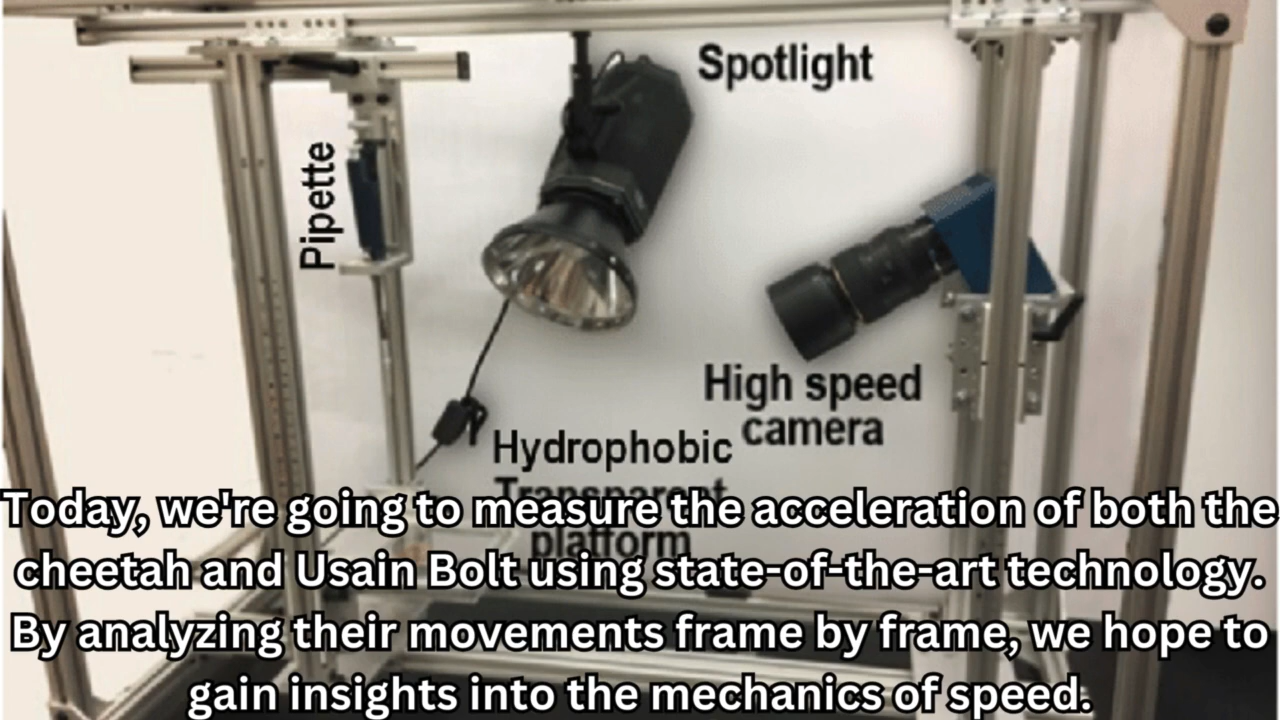 Spotlight
Pipette
High speed
camera
Hydrophobic
Transparent
platform
Today, we're going to measure the acceleration of both the
cheetah and Usain Bolt using state-of-the-art technology.
By analyzing their movements frame by frame, we hope to
gain insights into the mechanics of speed.